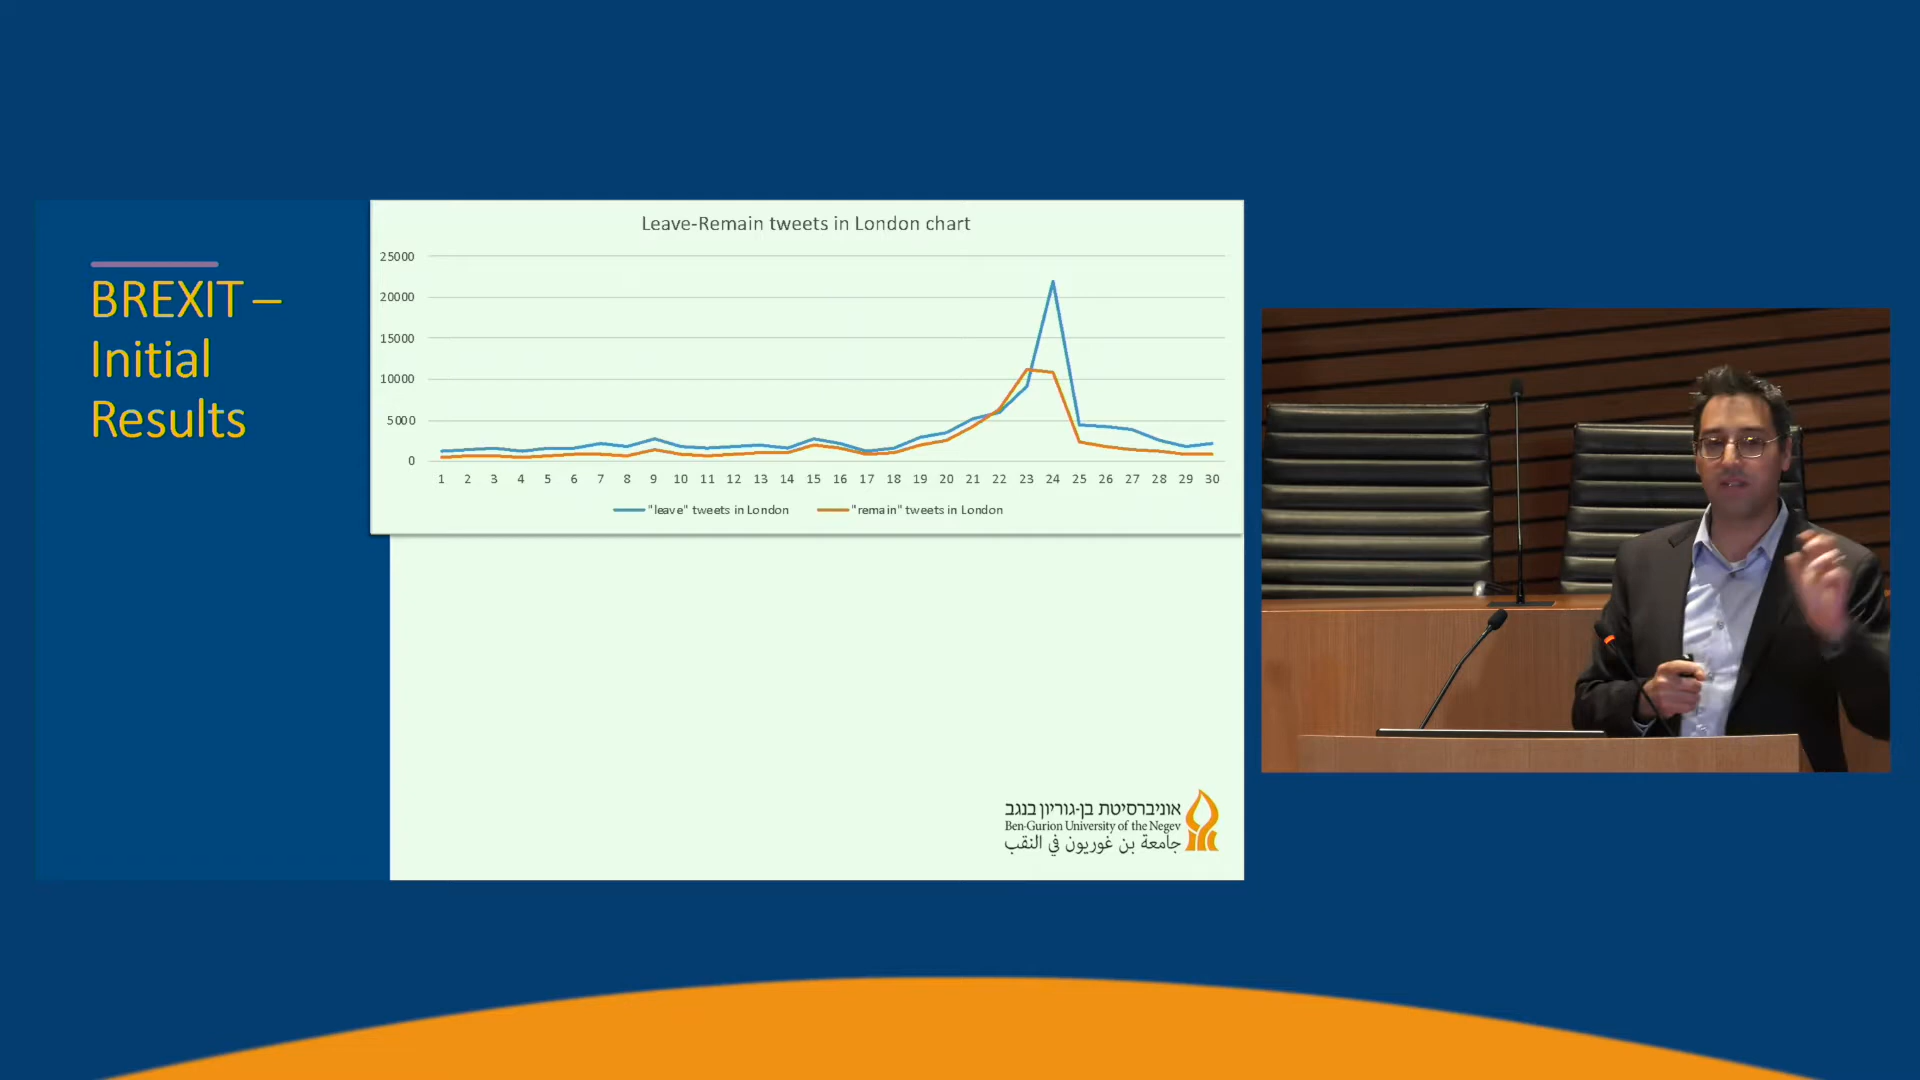 BREXIT –
Initial
Results
Leave-Remain tweets in London chart
25000
20000
15000
10000
5000
0
1 2 3 4 5 6 7 8 9 10 11 12 13 14 15 16 17 18 19 20 21 22 23 24 25 26 27 28 29 30
"leave" tweets in London "remain" tweets in London
אוניברסיטת בן-גוריון בנגב
Ben-Gurion University of the Negev
جامعة بن غوريون في النقب